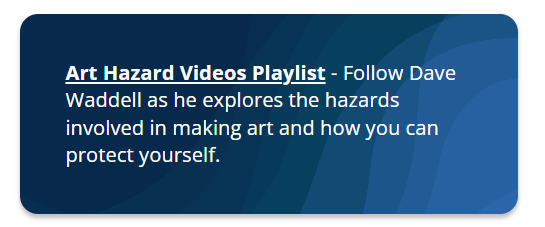 Art Hazard Videos Playlist - Follow Dave
Waddell as he explores the hazards
involved in making art and how you can
protect yourself.